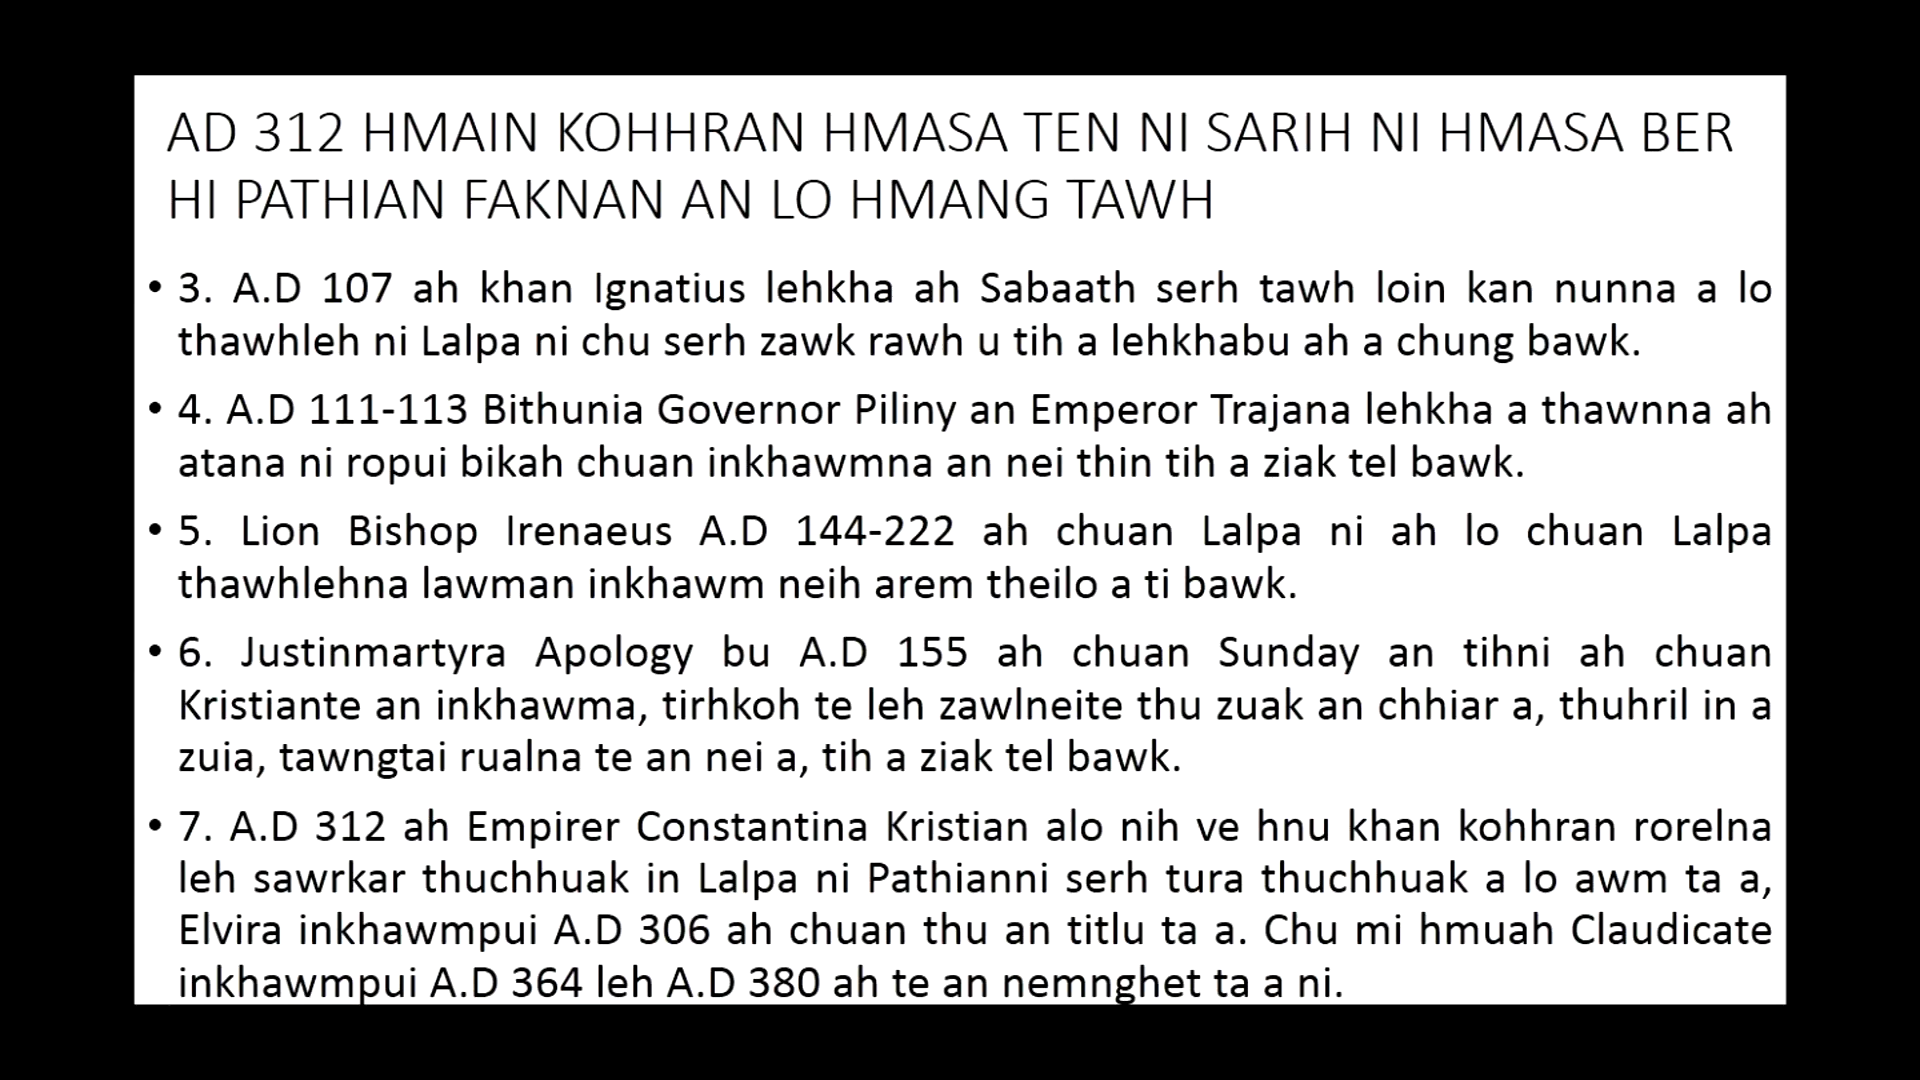 AD 312 HMAIN KOHHRAN HMASA TEN NI SARIH NI HMASA BER
HI PATHIAN FAKNAN AN LO HMANG TAWH
• 3. A.D 107 ah khan Ignatius lehkha ah Sabaath serh tawh loin kan nunna a lo
thawhleh ni Lalpa ni chu serh zawk rawh u tih a lehkhabu ah a chung bawk.
• 4. A.D 111-113 Bithunia Governor Piliny an Emperor Trajana lehkha a thawnna ah
atana ni ropui bikah chuan inkhawmna an nei thin tih a ziak tel bawk.
• 5. Lion Bishop Irenaeus A.D 144-222 ah chuan Lalpa ni ah lo chuan Lalpa
thawhlehna lawman inkhawm neih arem theilo a ti bawk.
• 6. Justinmartyra Apology bu A.D 155 ah chuan Sunday an tihni ah chuan
Kristiante an inkhawma, tirhkoh te leh zawlneite thu zuak an chhiar a, thuhril in a
zuia, tawngtai rualna te an nei a, tih a ziak tel bawk.
• 7. A.D 312 ah Empirer Constantina Kristian alo nih ve hnu khan kohhran rorelna
leh sawrkar thuchhuak in Lalpa ni Pathianni serh tura thuchhuak a lo awm ta a,
Elvira inkhawmpui A.D 306 ah chuan thu an titlu ta a. Chu mi hmuah Claudicate
inkhawmpui A.D 364 leh A.D 380 ah te an nemnghet ta a ni.